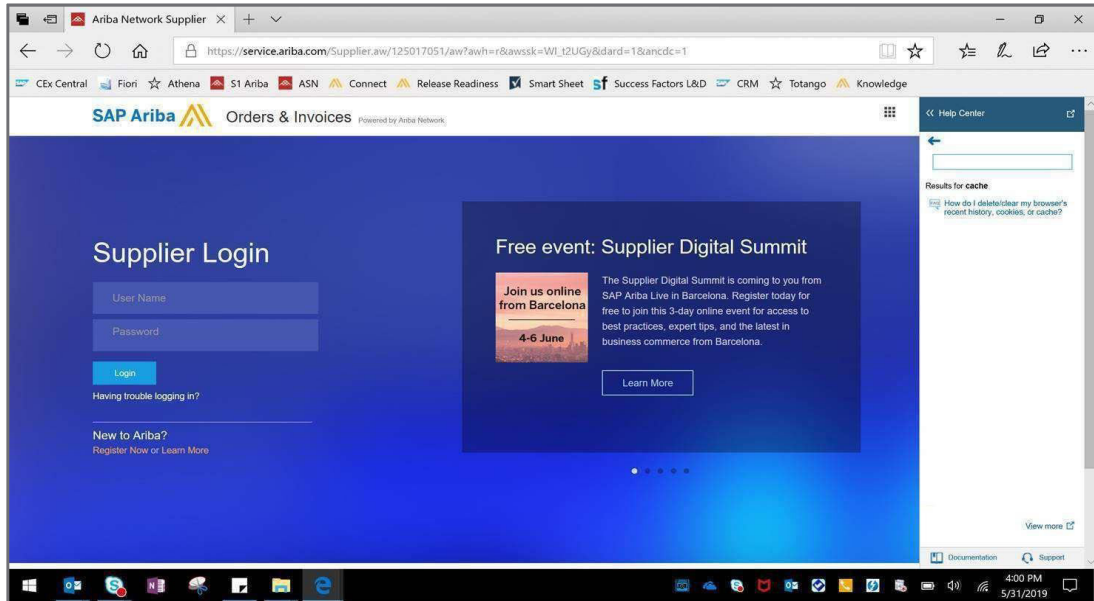 Ariba Network Supplier
https://service.ariba.com/Supplier.aw/125017051/aw?awh=r&awssk=WI_t2UGy&dard=1&ancdc=1
CEx Central Fiori Athena S1 Ariba ASN Connect Release Readiness Smart Sheet Sf Success Factors L&D CRM Totango Knowledge
SAP Ariba Orders & Invoices Powered by Ariba Network
<< Help Center
Results for cache
How do I delete/clear my browser's
recent history, cookies, or cache?
Supplier Login
User Name
Password
Login
Having trouble logging in?
New to Ariba?
Register Now or Learn More
Free event: Supplier Digital Summit
Join us online
from Barcelona
4-6 June
The Supplier Digital Summit is coming to you from
SAP Ariba Live in Barcelona. Register today for
free to join this 3-day online event for access to
best practices, expert tips, and the latest in
business commerce from Barcelona.
Learn More
View more
Documentation Support
4:00 PM
5/31/2019